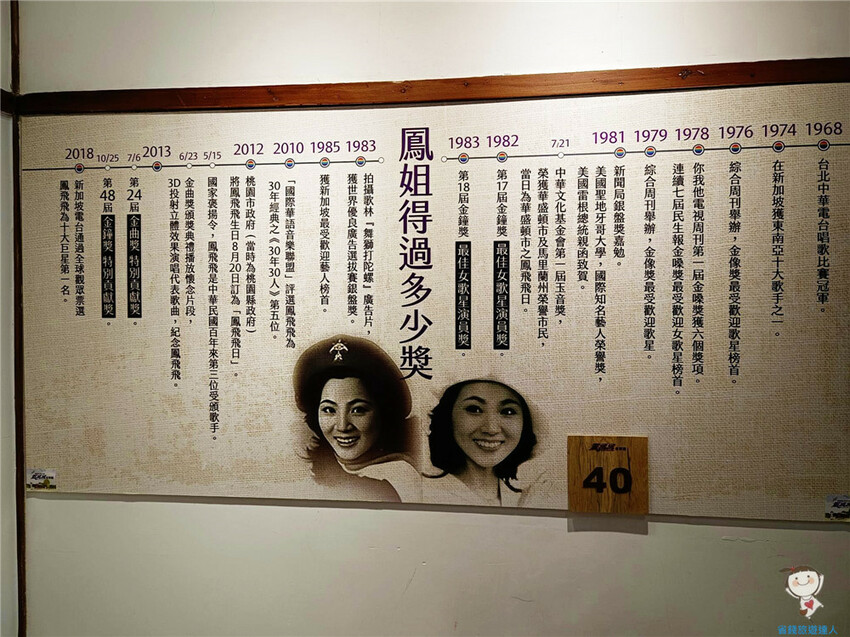 鳳姐得過多少獎
1968
台北中華電台唱歌比賽冠軍。
1974
在新加坡獲東南亞十大歌手之一。
1976
綜合周刊舉辦，金像獎最受歡迎歌星榜首。
1978
你我他電視周刊第一屆金嗓獎獲六個獎項。
連續七屆民生報金嗓獎最受歡迎女歌星榜首。
1979
綜合周刊舉辦，金像獎最受歡迎歌星。
1981
新聞局銀盤獎嘉勉。
美國聖地牙哥大學，國際知名藝人榮譽獎，
美國雷根總統親函致賀。
7/21
中華文化基金會第一屆玉音獎，
榮獲華盛頓市及馬里蘭州榮譽市民，
當日為華盛頓市之鳳飛飛日。
1982
第17屆金鐘獎 最佳女歌星演員獎。
1983
第18屆金鐘獎 最佳女歌星演員獎。
1983
拍攝歌林「舞獅打陀螺」廣告片，
獲世界優良廣告選拔賽銀盤獎。
1985
獲新加坡最受歡迎藝人榜首。
2010
「國際華語音樂聯盟」評選鳳飛飛為
30年經典之《30年30人》第五位。
2012
桃園市政府（當時為桃園縣政府）
將鳳飛飛生日8月20日訂為「鳳飛飛日」。
5/15
國家褒揚令，鳳飛飛是中華民國百年來第三位受頒歌手。
6/23
金曲獎頒獎典禮播放懷念片段，
3D投射立體效果演唱代表歌曲，紀念鳳飛飛。
2013
7/6
第24屆 金曲獎 特別貢獻獎。
10/25
第48屆 金鐘獎 特別貢獻獎。
2018
新加坡電台通過全球觀眾票選
鳳飛飛為十大巨星第一名。
40
省錢旅遊達人